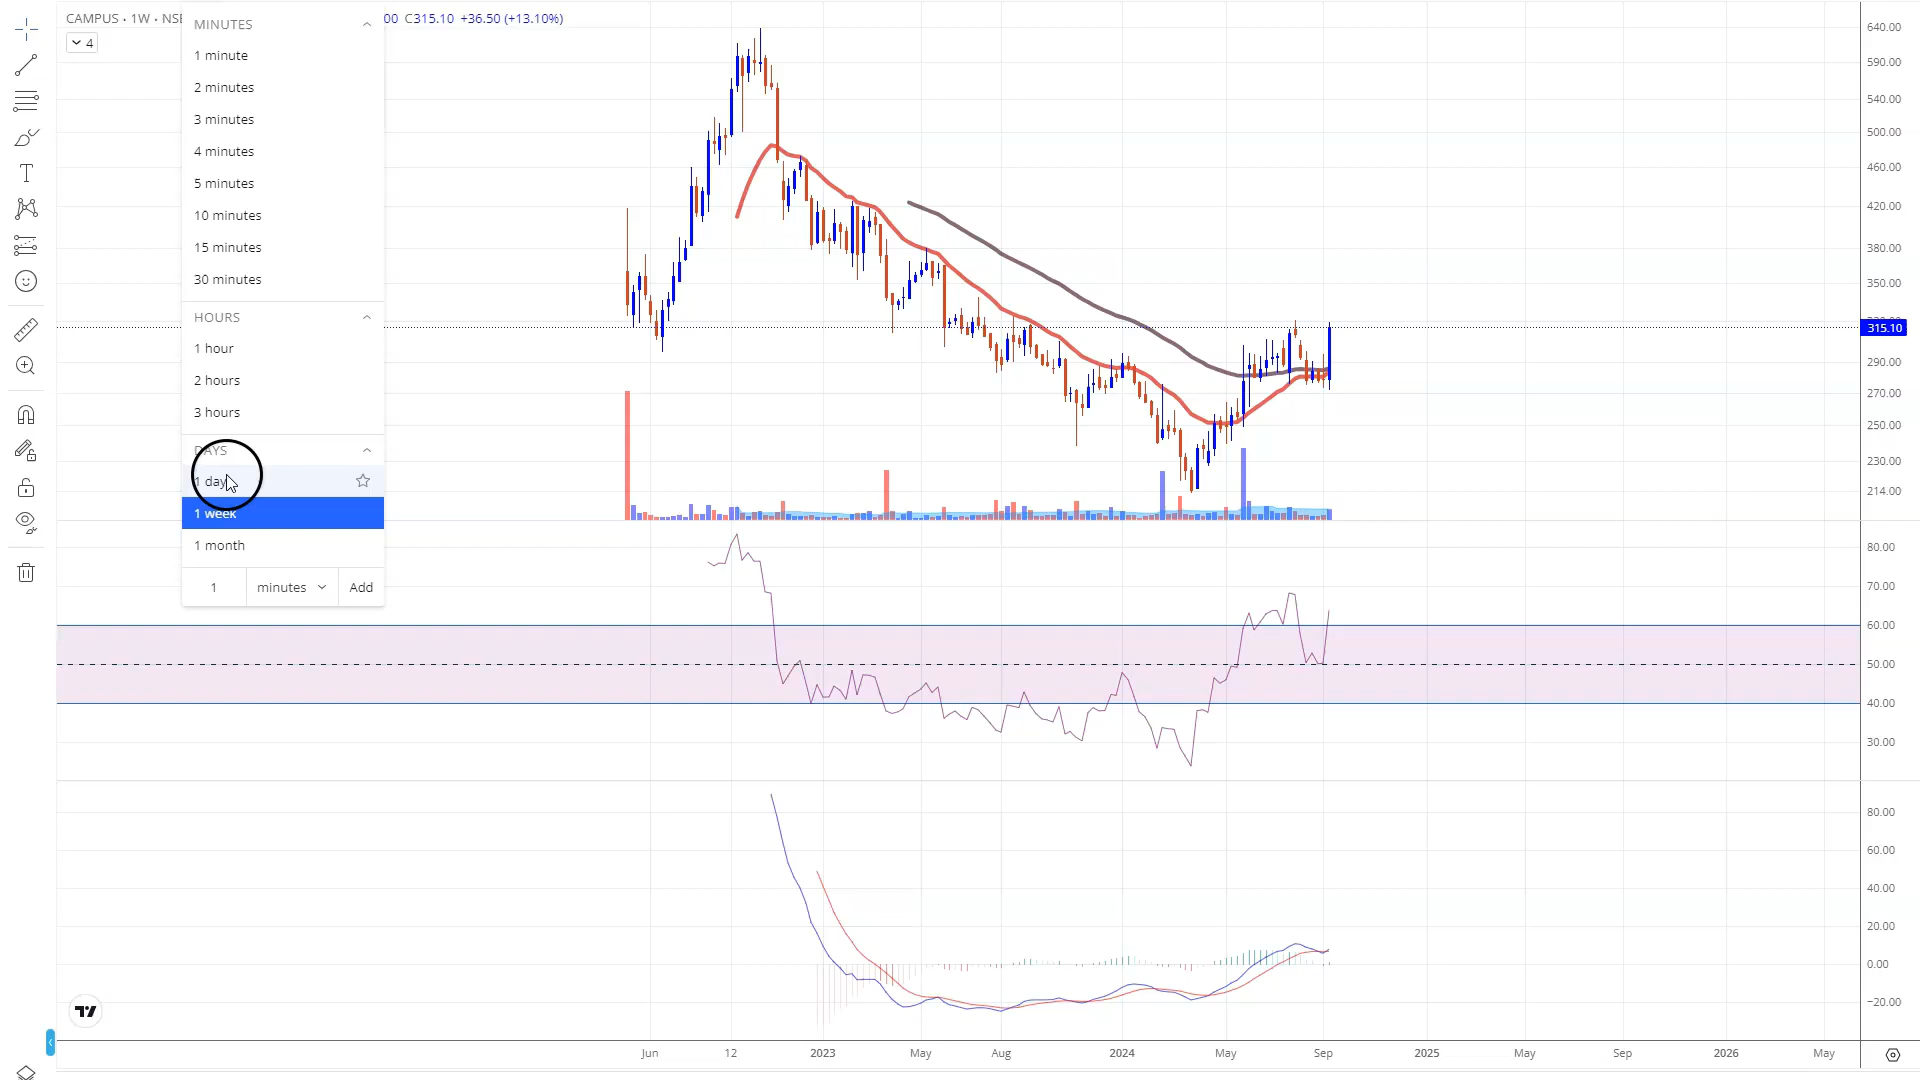 CAMPUS · 1W · NSE
00 C315.10 +36.50 (+13.10%)
4
MINUTES
1 minute
2 minutes
3 minutes
4 minutes
5 minutes
10 minutes
15 minutes
30 minutes
HOURS
1 hour
2 hours
3 hours
DAYS
1 day
1 week
1 month
1 minutes Add
640.00
590.00
540.00
500.00
460.00
420.00
380.00
350.00
315.10
290.00
270.00
250.00
230.00
214.00
80.00
70.00
60.00
50.00
40.00
30.00
80.00
60.00
40.00
20.00
0.00
−20.00
Jun 12 2023 May Aug 2024 May Sep 2025 May Sep 2026 May